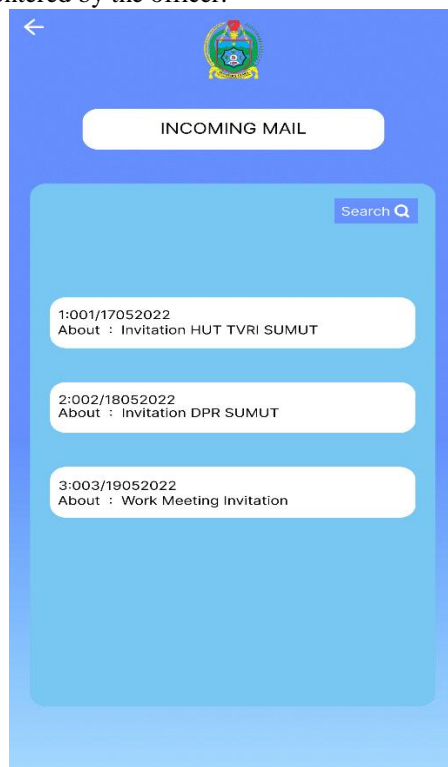 entered by the officer.
INCOMING MAIL
Search
1:001/17052022
About : Invitation HUT TVRI SUMUT
2:002/18052022
About : Invitation DPR SUMUT
3:003/19052022
About : Work Meeting Invitation